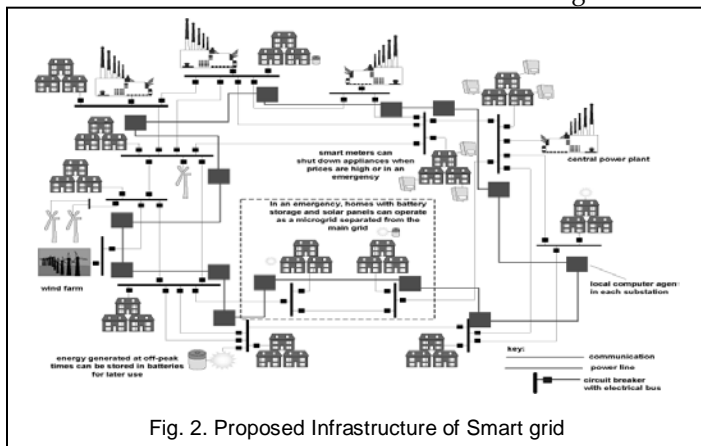 smart meters can
shut down appliances when
prices are high or in an
emergency
central power plant
In an emergency, homes with battery
storage and solar panels can operate
as a microgrid separated from the
main grid
wind farm
local computer agent
in each substation
energy generated at off-peak
times can be stored in batteries
for later use
key:
communication
power line
circuit breaker
with electrical bus
Fig. 2. Proposed Infrastructure of Smart grid